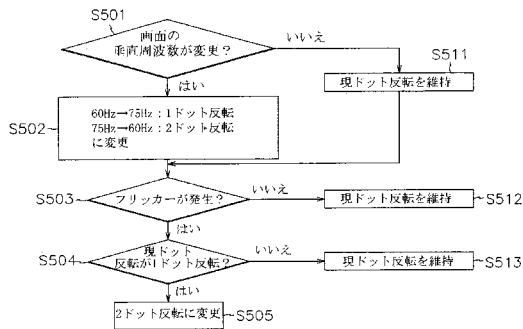 S501
画面の
垂直周波数が変更?
いいえ
S511
現ドット反転を維持
はい
S502
60Hz→75Hz:1ドット反転
75Hz→60Hz:2ドット反転
に変更
S503
フリッカーが発生?
いいえ
現ドット反転を維持
S512
はい
S504
現ドット
反転が1ドット反転?
いいえ
現ドット反転を維持
S513
はい
2ドット反転に変更
S505